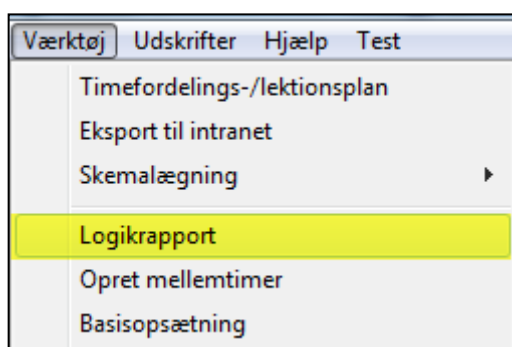 Værktøj Udskrifter Hjælp Test
Timefordelings-/lektionsplan
Eksport til intranet
Skemalægning
Logikrapport
Opret mellemtimer
Basisopsætning